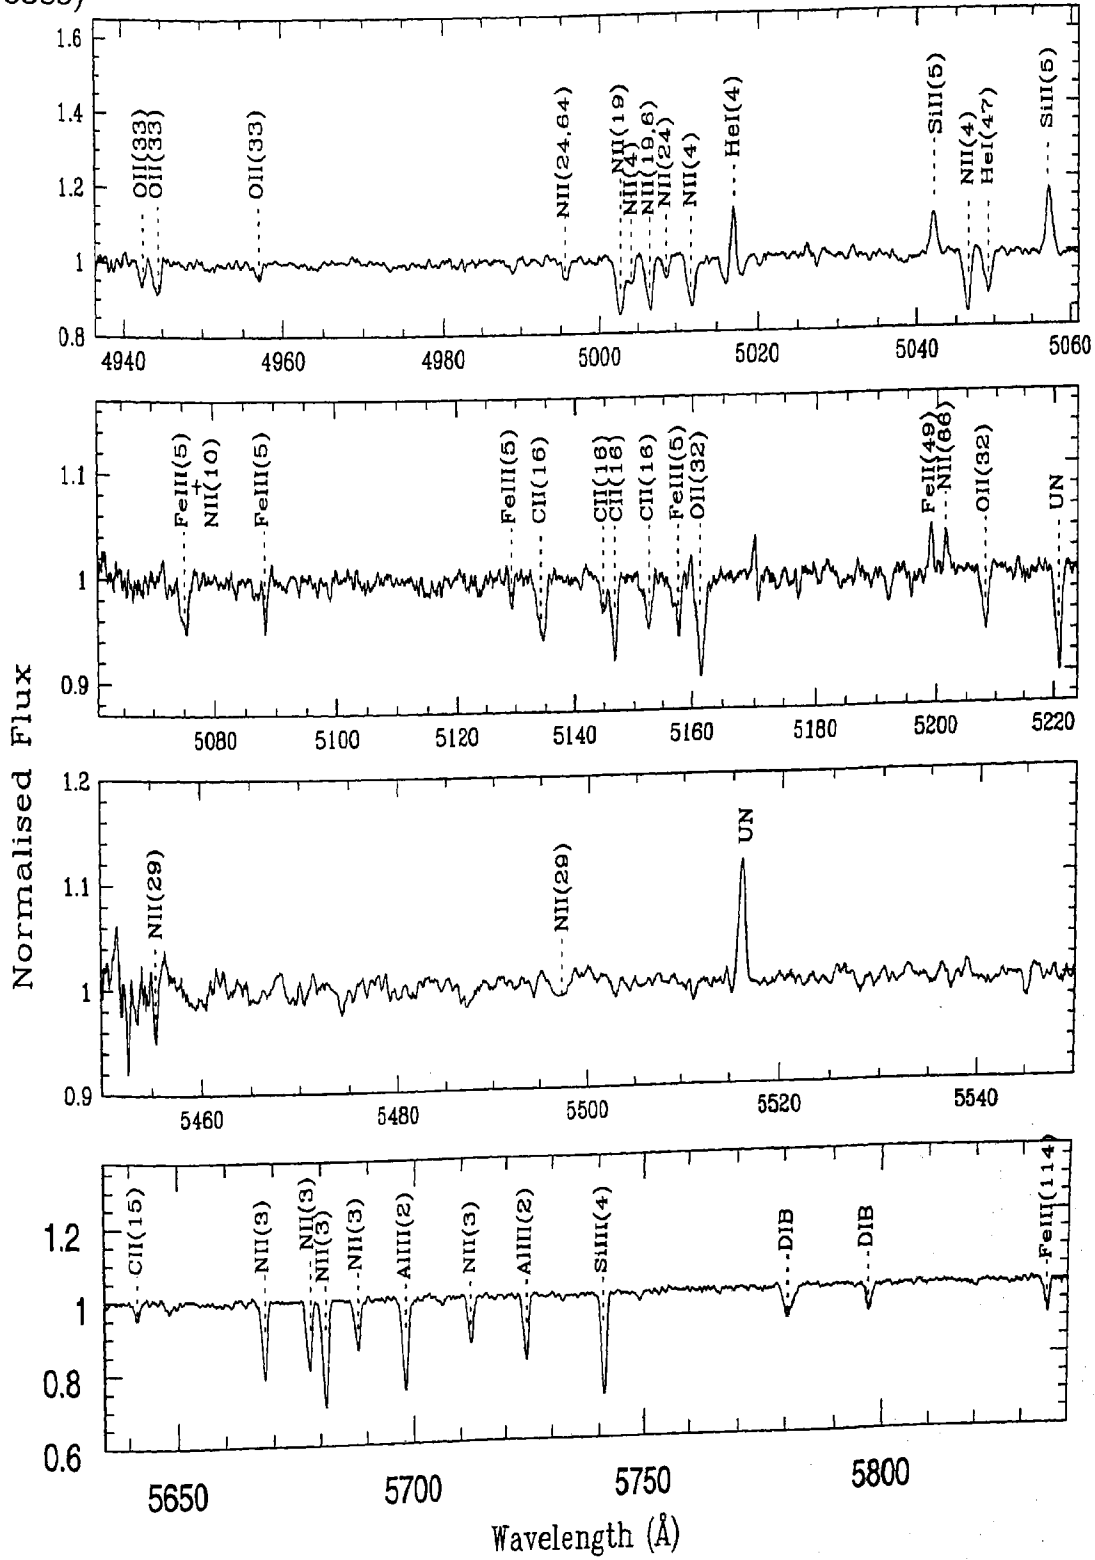 1.6
1.4
1.2
1
0.8
OII(33)
OII(33)
OII(33)
NII(24,64)
NII(19)
NII(4)
NII(19,6)
NII(24)
NII(4)
HeI(4)
SiII(5)
NII(4)
HeI(47)
SiII(5)
4940 4960 4980 5000 5020 5040 5060
1.1
1
0.9
FeIII(5)
+
NII(10)
FeIII(5)
FeIII(5)
CII(16)
CII(16)
CII(16)
CII(16)
FeIII(5)
OII(32)
FeII(49)
NII(66)
OII(32)
UN
5080 5100 5120 5140 5160 5180 5200 5220
Normalised Flux
1.2
1.1
1
0.9
NII(29)
NII(29)
UN
5460 5480 5500 5520 5540
1.2
1
0.8
0.6
CII(15)
NII(3)
NII(3)
NII(3)
NII(3)
AlIII(2)
NII(3)
AlIII(2)
SiIII(4)
DIB
DIB
FeIII(114)
5650 5700 5750 5800
Wavelength (Å)